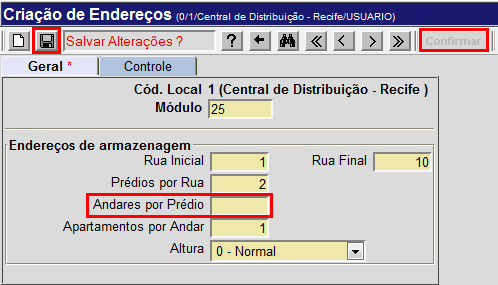 Criação de Endereços (0/1/Central de Distribuição - Recife/USUARIO)
Salvar Alterações ? ? Confirmar
Geral * Controle
Cód. Local 1 (Central de Distribuição - Recife )
Módulo 25
Endereços de armazenagem
Rua Inicial 1 Rua Final 10
Prédios por Rua 2
Andares por Prédio
Apartamentos por Andar 1
Altura 0 - Normal